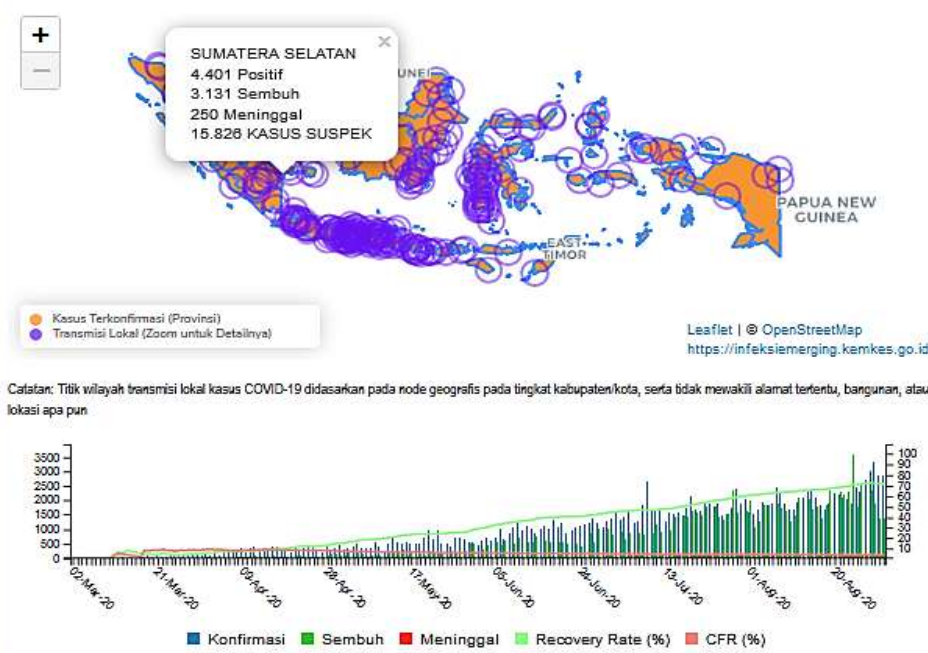 +
−
SUMATERA SELATAN
4.401 Positif
3.131 Sembuh
250 Meninggal
15.826 KASUS SUSPEK
×
UNEI
PAPUA NEW
GUINEA
EAST
TIMOR
Kasus Terkonfirmasi (Provinsi)
Transmisi Lokal (Zoom untuk Detailnya)
Leaflet | © OpenStreetMap
https://infeksiemerging.kemkes.go.id
Catatan: Titik wilayah transmisi lokal kasus COVID-19 didasarkan pada node geografis pada tingkat kabupaten/kota, serta tidak mewakili alamat tertentu, bangunan, atau
lokasi apa pun
3500
3000
2500
2000
1500
1000
500
0
100
90
80
70
60
50
40
30
20
10
02-Mar-20
21-Mar-20
09-Apr-20
28-Apr-20
17-May-20
05-Jun-20
24-Jun-20
13-Jul-20
01-Aug-20
20-Aug-20
Konfirmasi
Sembuh
Meninggal
Recovery Rate (%)
CFR (%)